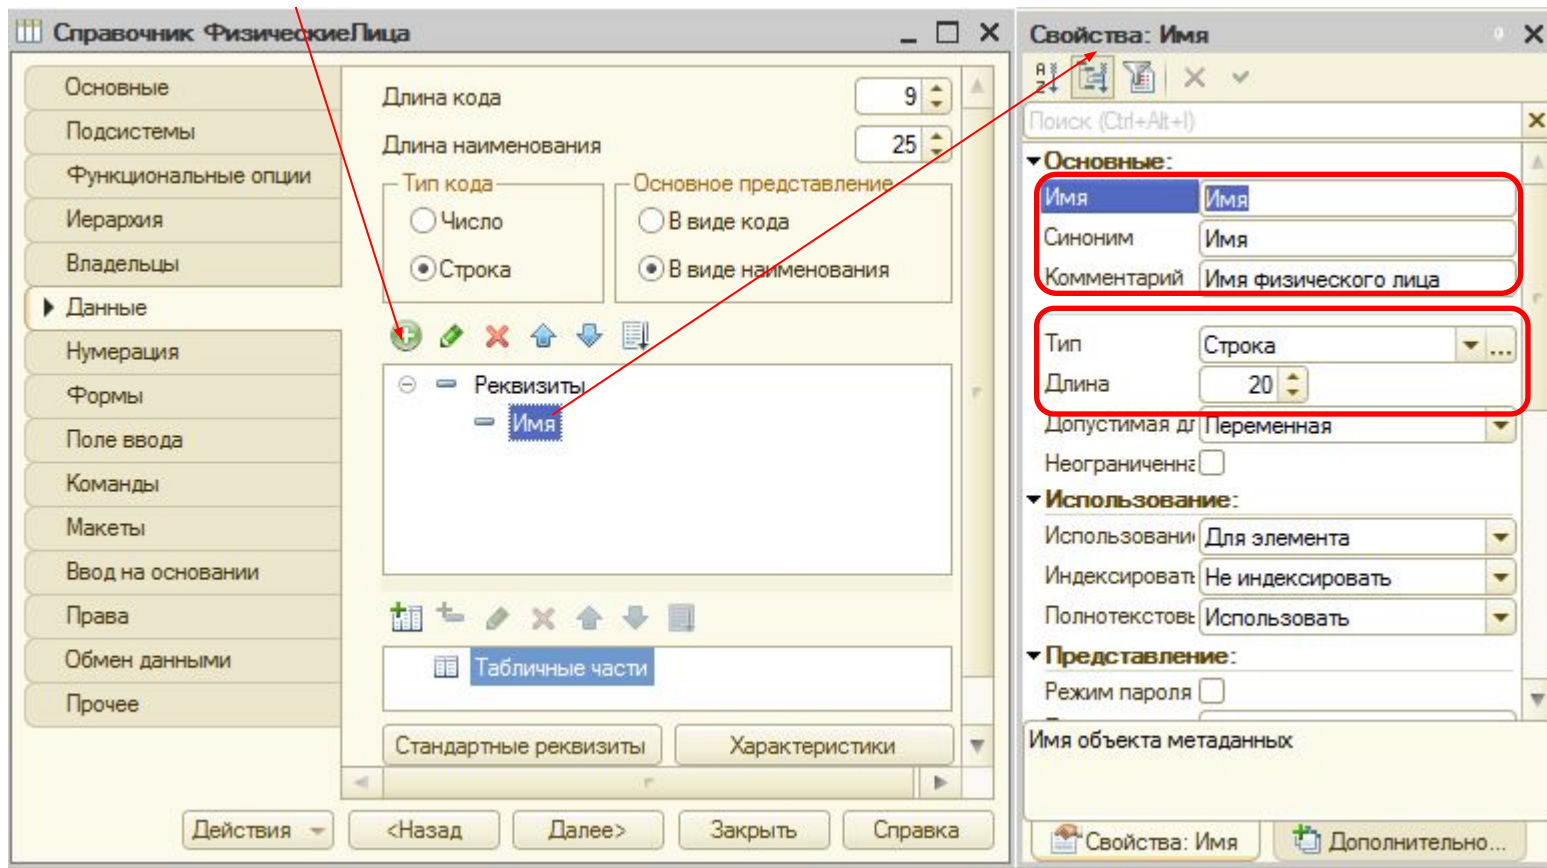 Справочник ФизическиеЛица
Основные
Подсистемы
Функциональные опции
Иерархия
Владельцы
Данные
Нумерация
Формы
Поле ввода
Команды
Макеты
Ввод на основании
Права
Обмен данными
Прочее
Длина кода 9
Длина наименования 25
Тип кода
Число
Строка
Основное представление
В виде кода
В виде наименования
Реквизиты
Имя
Табличные части
Стандартные реквизиты Характеристики
Действия <Назад Далее> Закрыть Справка
Свойства: Имя
Поиск (Ctrl+Alt+I)
Основные:
Имя Имя
Синоним Имя
Комментарий Имя физического лица
Тип Строка ...
Длина 20
Допустимая дл Переменная
Неограниченна
Использование:
Использовани Для элемента
Индексировать Не индексировать
Полнотекстовь Использовать
Представление:
Режим пароля
Имя объекта метаданных
Свойства: Имя Дополнительно...